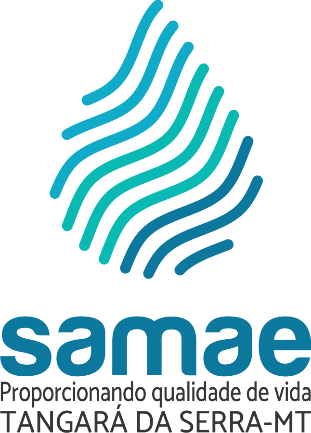 samae
Proporcionando qualidade de vida
TANGARÁ DA SERRA-MT